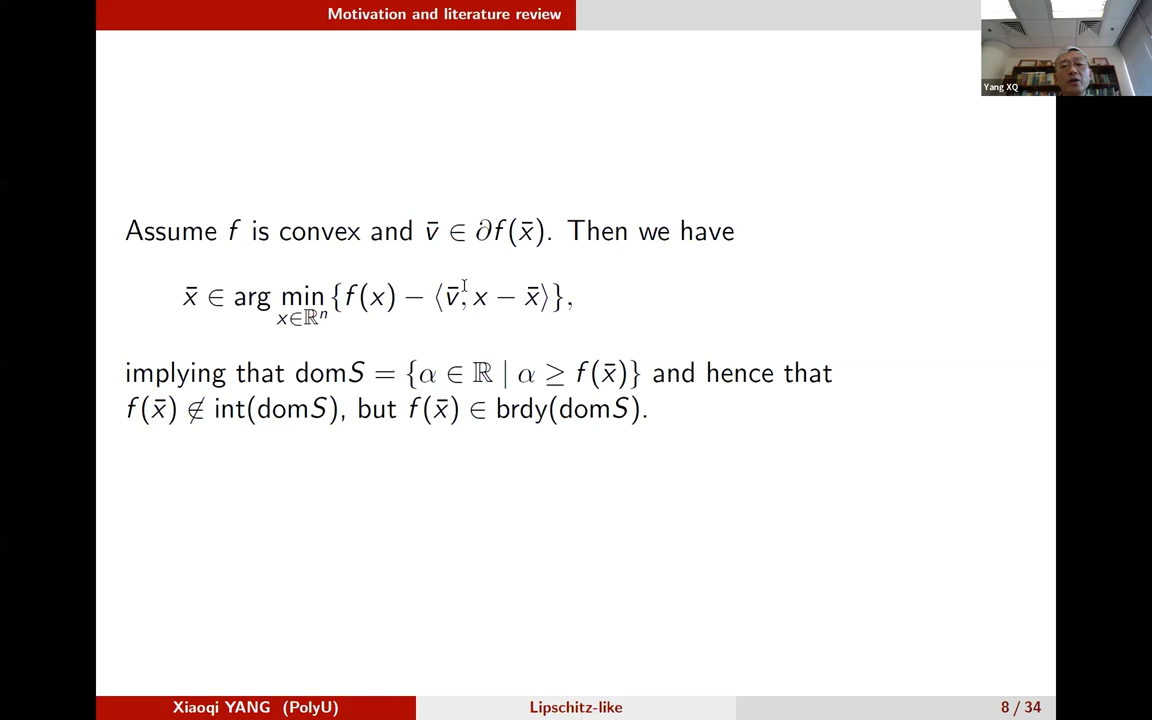 Motivation and literature review
Yang XQ
Assume f is convex and v̄ ∈ ∂f(x̄). Then we have
x̄ ∈ arg min{f(x) − ⟨v̄, x − x̄⟩},
x∈ℝⁿ
implying that domS = {α ∈ ℝ | α ≥ f(x̄)} and hence that
f(x̄) ∉ int(domS), but f(x̄) ∈ brdy(domS).
Xiaoqi YANG (PolyU)
Lipschitz-like
8 / 34